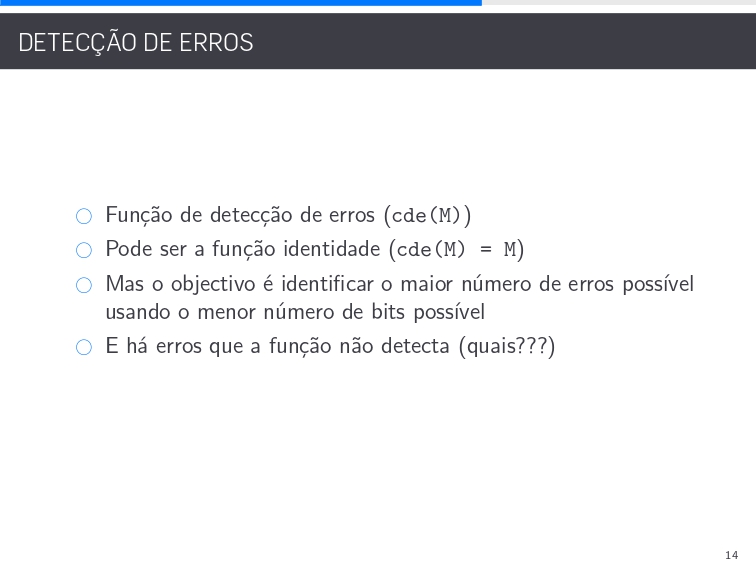 DETECÇÃO DE ERROS
Função de detecção de erros (cde(M))
Pode ser a função identidade (cde(M) = M)
Mas o objectivo é identificar o maior número de erros possível
usando o menor número de bits possível
E há erros que a função não detecta (quais???)
14